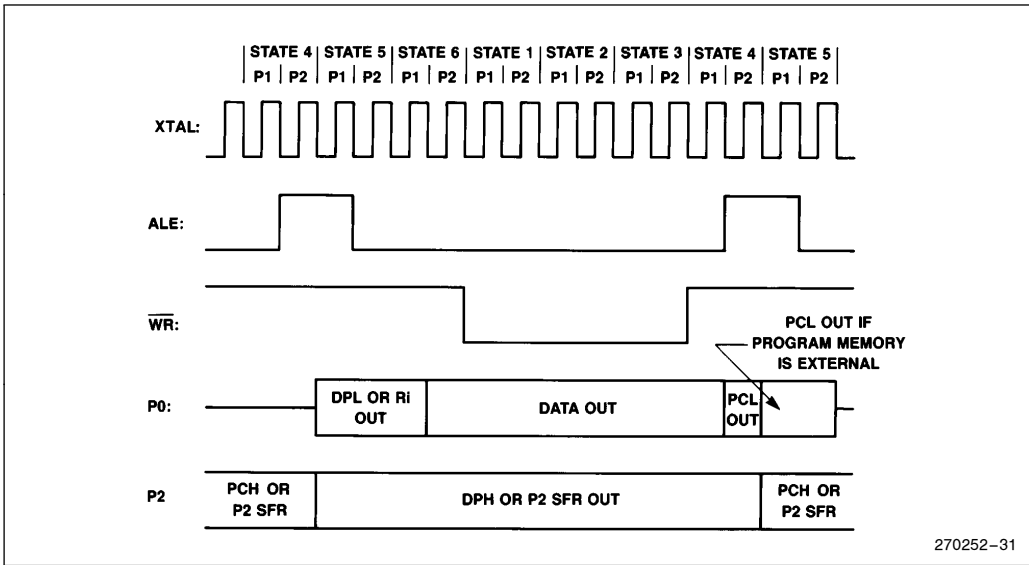 STATE 4 STATE 5 STATE 6 STATE 1 STATE 2 STATE 3 STATE 4 STATE 5
P1 P2 P1 P2 P1 P2 P1 P2 P1 P2 P1 P2 P1 P2 P1 P2
XTAL:
ALE:
WR:
PCL OUT IF
PROGRAM MEMORY
IS EXTERNAL
P0:
DPL OR Ri
OUT
DATA OUT
PCL
OUT
P2
PCH OR
P2 SFR
DPH OR P2 SFR OUT
PCH OR
P2 SFR
270252–31